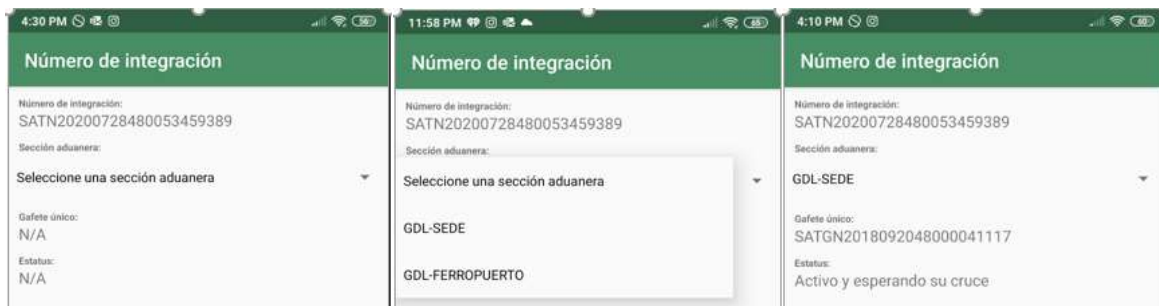 4:30 PM
56
Número de integración
Número de integración:
SATN20200728480053459389
Sección aduanera:
Seleccione una sección aduanera
Gafete único:
N/A
Estatus:
N/A
11:58 PM
65
Número de integración
Número de integración:
SATN20200728480053459389
Sección aduanera:
Seleccione una sección aduanera
GDL-SEDE
GDL-FERROPUERTO
4:10 PM
60
Número de integración
Número de integración:
SATN20200728480053459389
Sección aduanera:
GDL-SEDE
Gafete único:
SATGN2018092048000041117
Estatus:
Activo y esperando su cruce